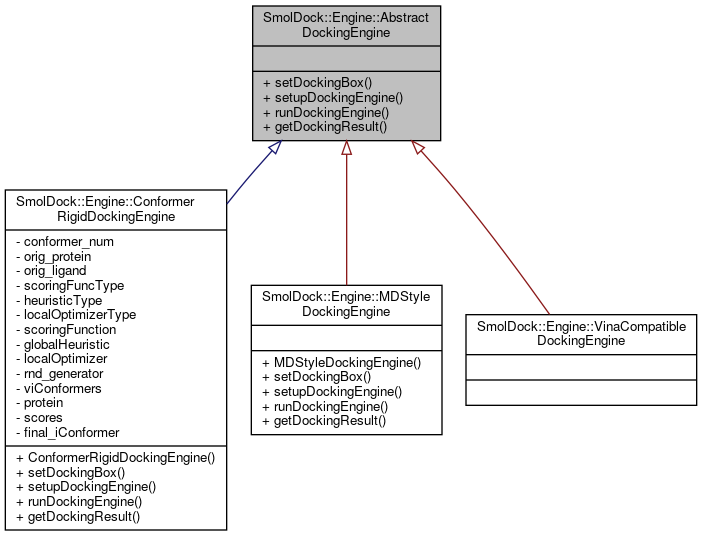 SmolDock::Engine::Abstract
DockingEngine
+ setDockingBox()
+ setupDockingEngine()
+ runDockingEngine()
+ getDockingResult()
SmolDock::Engine::Conformer
RigidDockingEngine
- conformer_num
- orig_protein
- orig_ligand
- scoringFuncType
- heuristicType
- localOptimizerType
- scoringFunction
- globalHeuristic
- localOptimizer
- rnd_generator
- viConformers
- protein
- scores
- final_iConformer
+ ConformerRigidDockingEngine()
+ setDockingBox()
+ setupDockingEngine()
+ runDockingEngine()
+ getDockingResult()
SmolDock::Engine::MDStyle
DockingEngine
+ MDStyleDockingEngine()
+ setDockingBox()
+ setupDockingEngine()
+ runDockingEngine()
+ getDockingResult()
SmolDock::Engine::VinaCompatible
DockingEngine